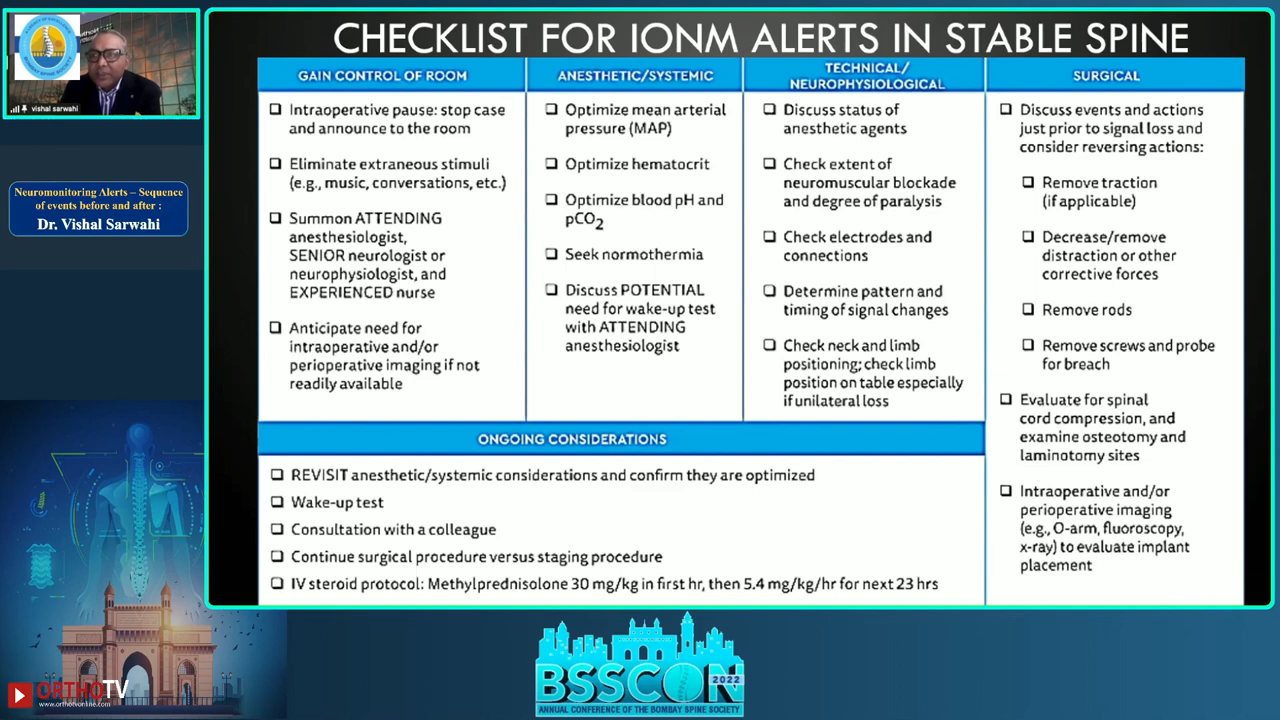 CHECKLIST FOR IONM ALERTS IN STABLE SPINE
vishal sarwahi
BOMBAY SPINE SOCIETY
Neuromonitoring Alerts – Sequence
of events before and after :
Dr. Vishal Sarwahi
GAIN CONTROL OF ROOM
Intraoperative pause: stop case
and announce to the room
Eliminate extraneous stimuli
(e.g., music, conversations, etc.)
Summon ATTENDING
anesthesiologist,
SENIOR neurologist or
neurophysiologist, and
EXPERIENCED nurse
Anticipate need for
intraoperative and/or
perioperative imaging if not
readily available
ANESTHETIC/SYSTEMIC
Optimize mean arterial
pressure (MAP)
Optimize hematocrit
Optimize blood pH and
pCO2
Seek normothermia
Discuss POTENTIAL
need for wake-up test
with ATTENDING
anesthesiologist
TECHNICAL/
NEUROPHYSIOLOGICAL
Discuss status of
anesthetic agents
Check extent of
neuromuscular blockade
and degree of paralysis
Check electrodes and
connections
Determine pattern and
timing of signal changes
Check neck and limb
positioning; check limb
position on table especially
if unilateral loss
SURGICAL
Discuss events and actions
just prior to signal loss and
consider reversing actions:
Remove traction
(if applicable)
Decrease/remove
distraction or other
corrective forces
Remove rods
Remove screws and probe
for breach
Evaluate for spinal
cord compression, and
examine osteotomy and
laminotomy sites
Intraoperative and/or
perioperative imaging
(e.g., O-arm, fluoroscopy,
x-ray) to evaluate implant
placement
ONGOING CONSIDERATIONS
REVISIT anesthetic/systemic considerations and confirm they are optimized
Wake-up test
Consultation with a colleague
Continue surgical procedure versus staging procedure
IV steroid protocol: Methylprednisolone 30 mg/kg in first hr, then 5.4 mg/kg/hr for next 23 hrs
ORTHOTV
www.orthotvonline.com
BSSCON
2022
ANNUAL CONFERENCE OF THE BOMBAY SPINE SOCIETY